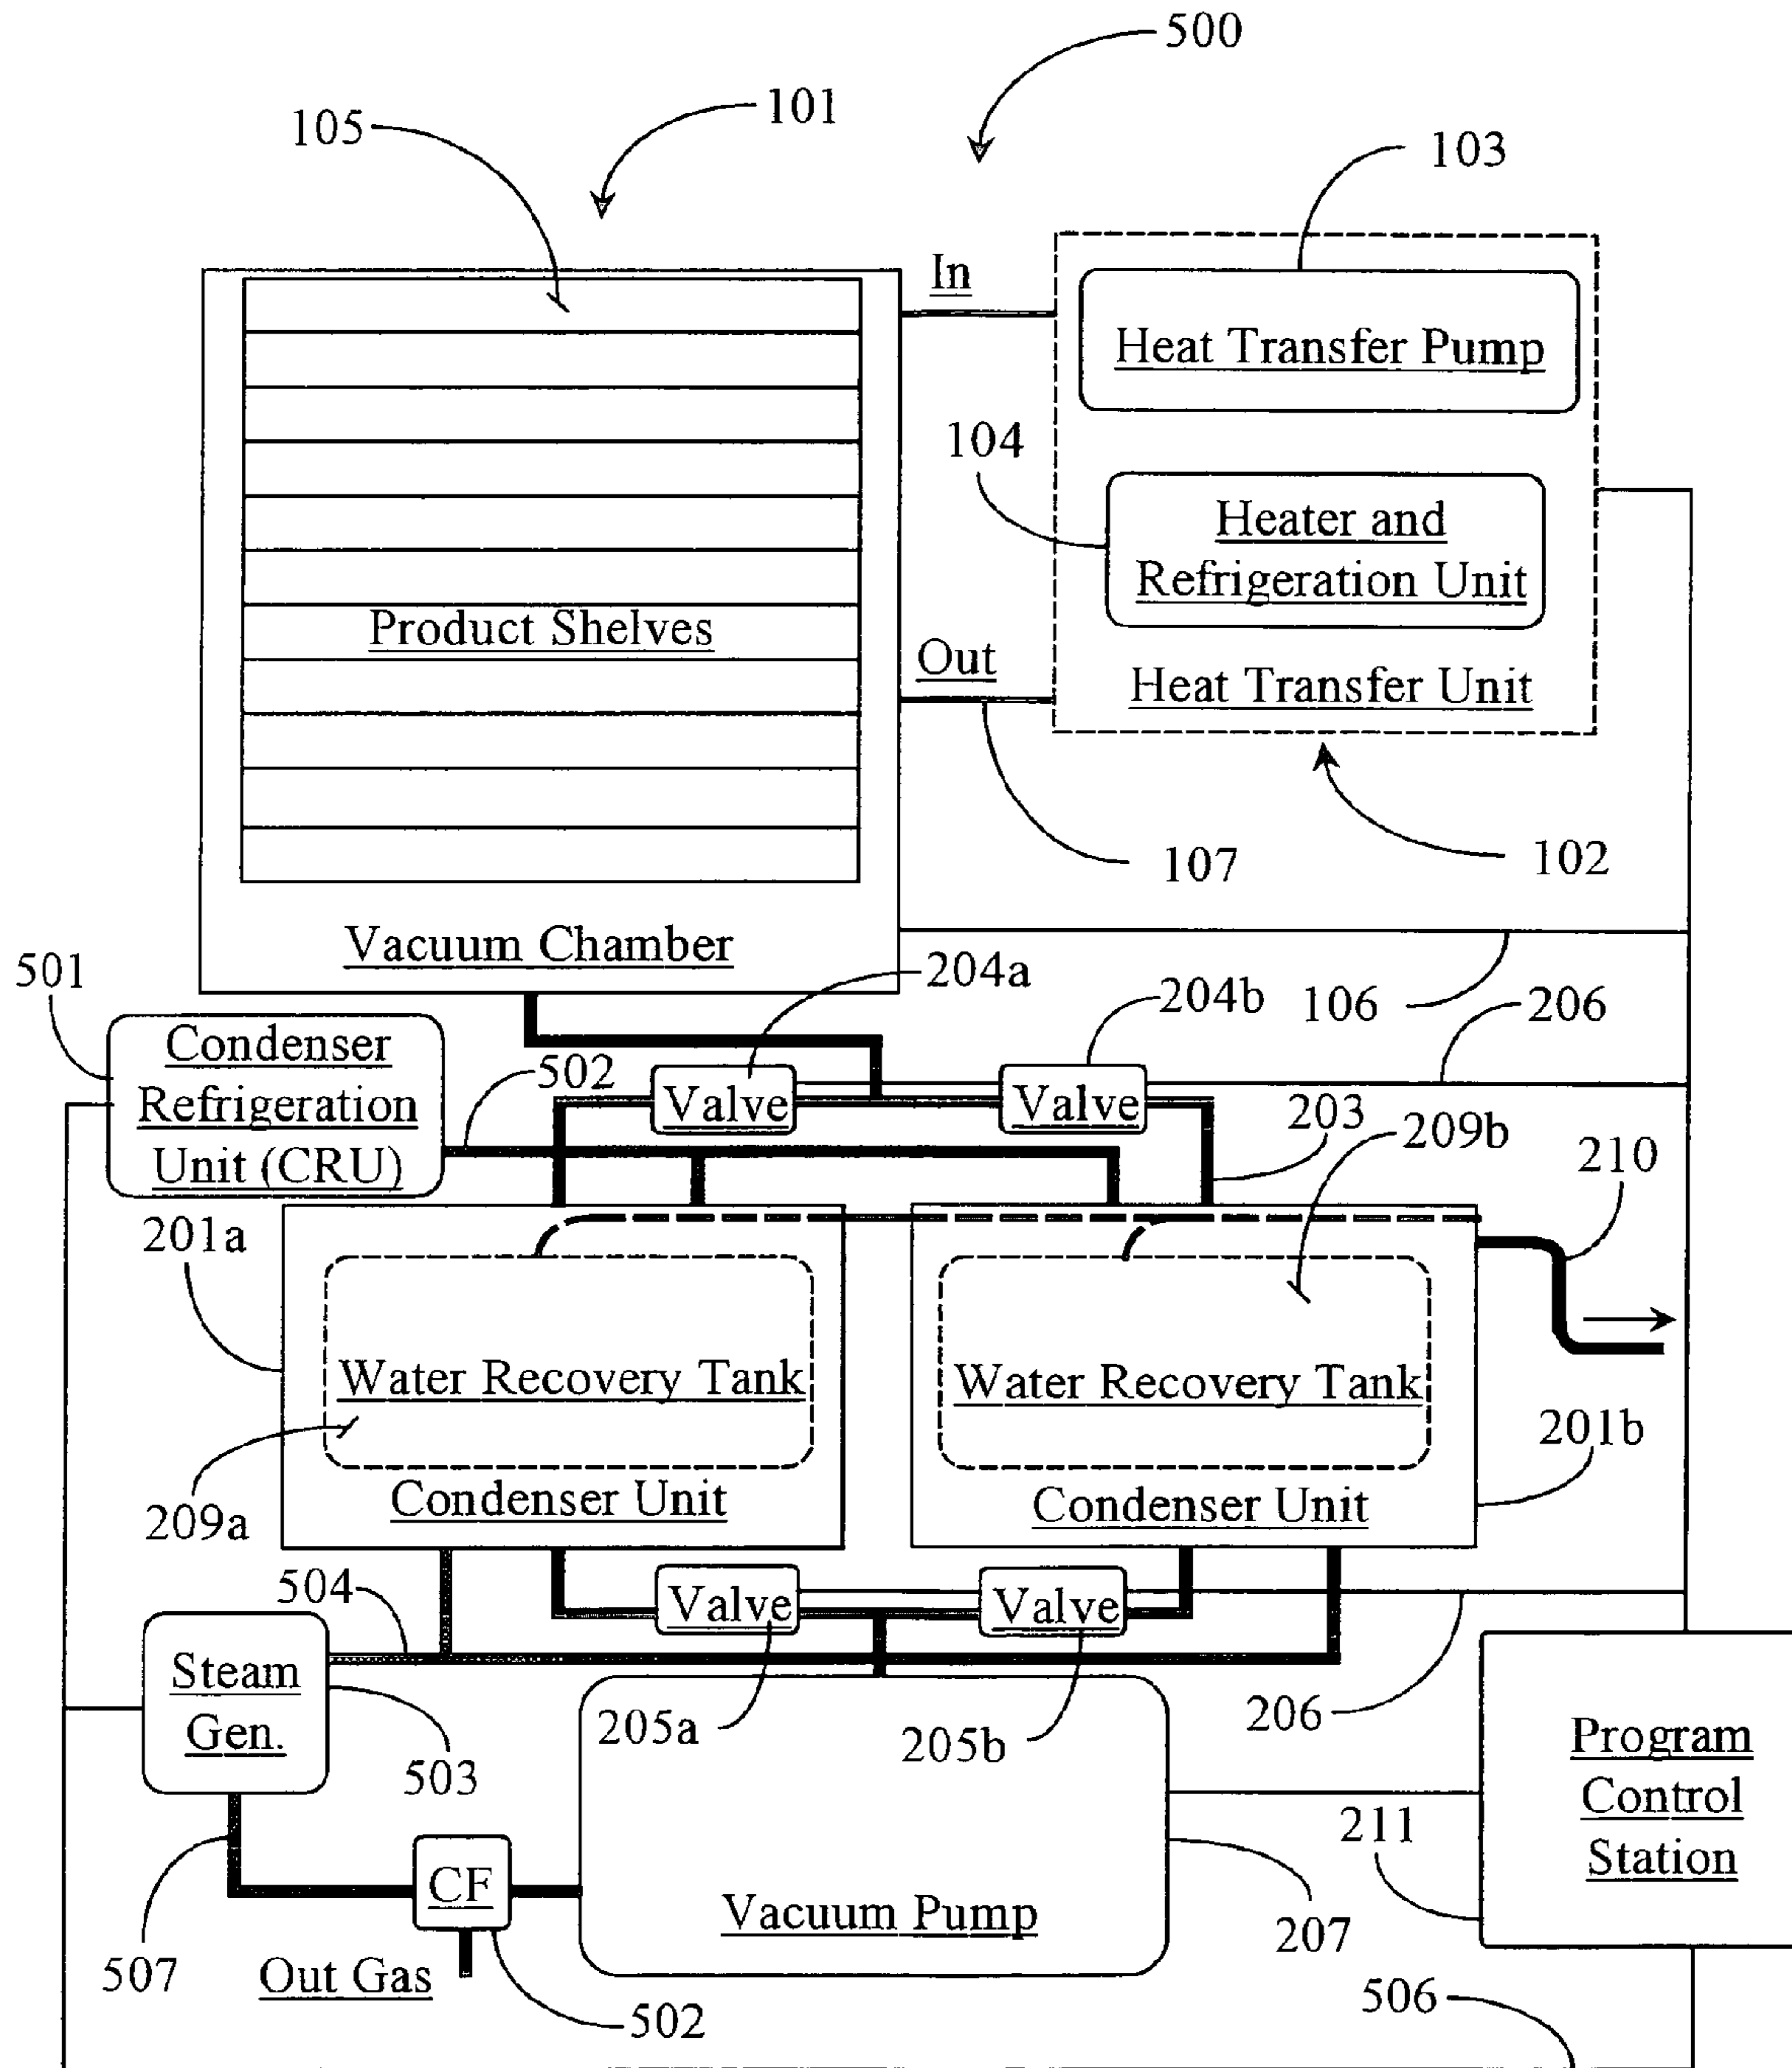 500
101
105
103
In
Heat Transfer Pump
104
Heater and
Refrigeration Unit
Product Shelves
Out
Heat Transfer Unit
107
102
Vacuum Chamber
501
204a
204b
106
206
Condenser
Refrigeration
Unit (CRU)
502
Valve
Valve
203
209b
210
201a
Water Recovery Tank
Water Recovery Tank
201b
209a
Condenser Unit
Condenser Unit
504
Valve
Valve
Steam
Gen.
503
205a
205b
206
Program
Control
Station
211
CF
Vacuum Pump
207
507
Out Gas
502
506